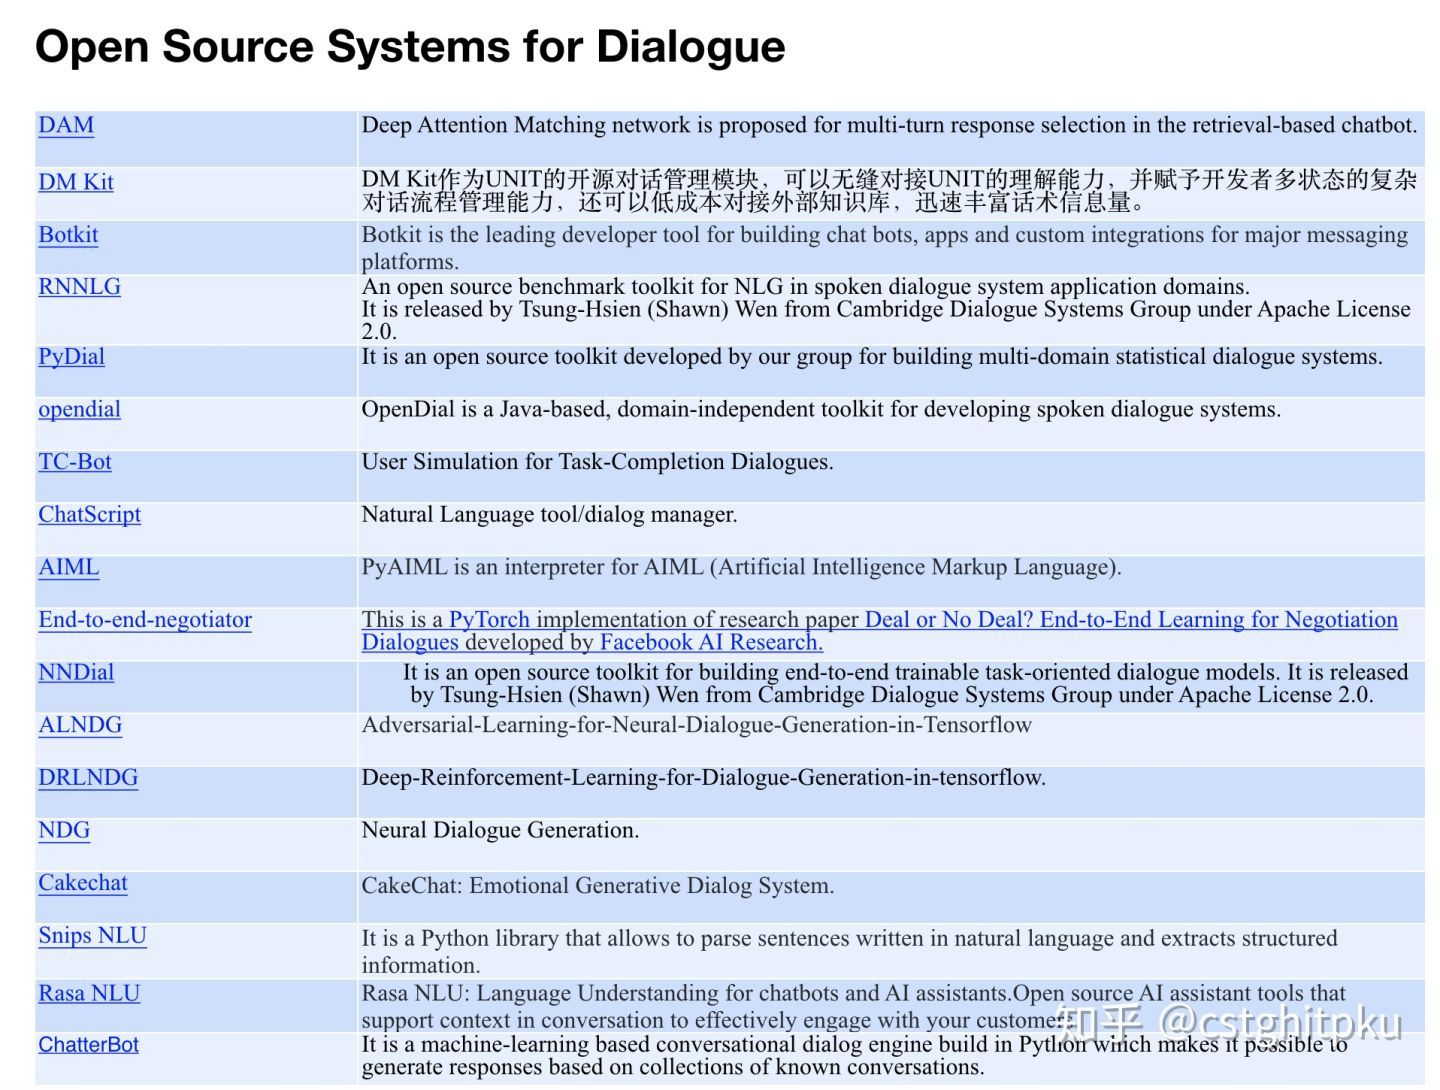 Open Source Systems for Dialogue
DAM
Deep Attention Matching network is proposed for multi-turn response selection in the retrieval-based chatbot.
DM Kit
DM Kit作为UNIT的开源对话管理模块，可以无缝对接UNIT的理解能力，并赋予开发者多状态的复杂
对话流程管理能力，还可以低成本对接外部知识库，迅速丰富话术信息量。
Botkit
Botkit is the leading developer tool for building chat bots, apps and custom integrations for major messaging
platforms.
RNNLG
An open source benchmark toolkit for NLG in spoken dialogue system application domains.
It is released by Tsung-Hsien (Shawn) Wen from Cambridge Dialogue Systems Group under Apache License
2.0.
PyDial
It is an open source toolkit developed by our group for building multi-domain statistical dialogue systems.
opendial
OpenDial is a Java-based, domain-independent toolkit for developing spoken dialogue systems.
TC-Bot
User Simulation for Task-Completion Dialogues.
ChatScript
Natural Language tool/dialog manager.
AIML
PyAIML is an interpreter for AIML (Artificial Intelligence Markup Language).
End-to-end-negotiator
This is a PyTorch implementation of research paper Deal or No Deal? End-to-End Learning for Negotiation
Dialogues developed by Facebook AI Research.
NNDial
It is an open source toolkit for building end-to-end trainable task-oriented dialogue models. It is released
by Tsung-Hsien (Shawn) Wen from Cambridge Dialogue Systems Group under Apache License 2.0.
ALNDG
Adversarial-Learning-for-Neural-Dialogue-Generation-in-Tensorflow
DRLNDG
Deep-Reinforcement-Learning-for-Dialogue-Generation-in-tensorflow.
NDG
Neural Dialogue Generation.
Cakechat
CakeChat: Emotional Generative Dialog System.
Snips NLU
It is a Python library that allows to parse sentences written in natural language and extracts structured
information.
Rasa NLU
Rasa NLU: Language Understanding for chatbots and AI assistants.Open source AI assistant tools that
support context in conversation to effectively engage with your customers
ChatterBot
It is a machine-learning based conversational dialog engine build in Python which makes it possible to
generate responses based on collections of known conversations.
知乎 @cstghitpku